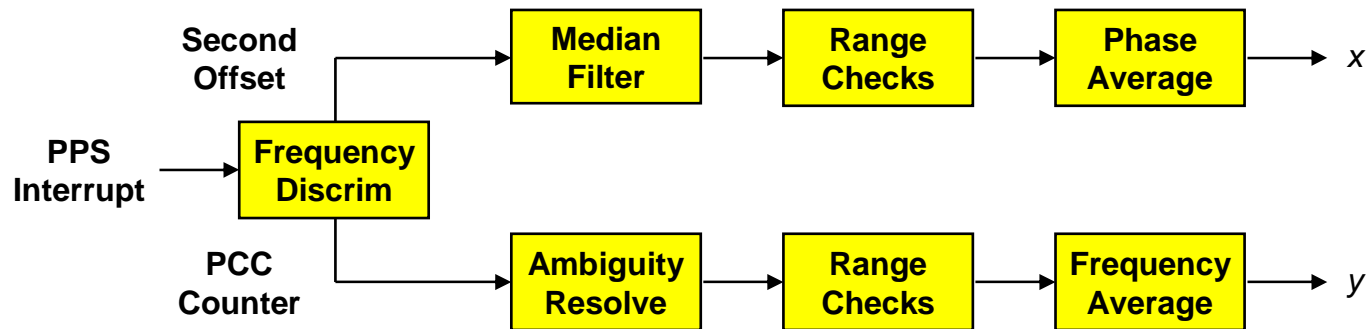 Second
Offset
Median
Filter
Range
Checks
Phase
Average
x
PPS
Interrupt
Frequency
Discrim
PCC
Counter
Ambiguity
Resolve
Range
Checks
Frequency
Average
y